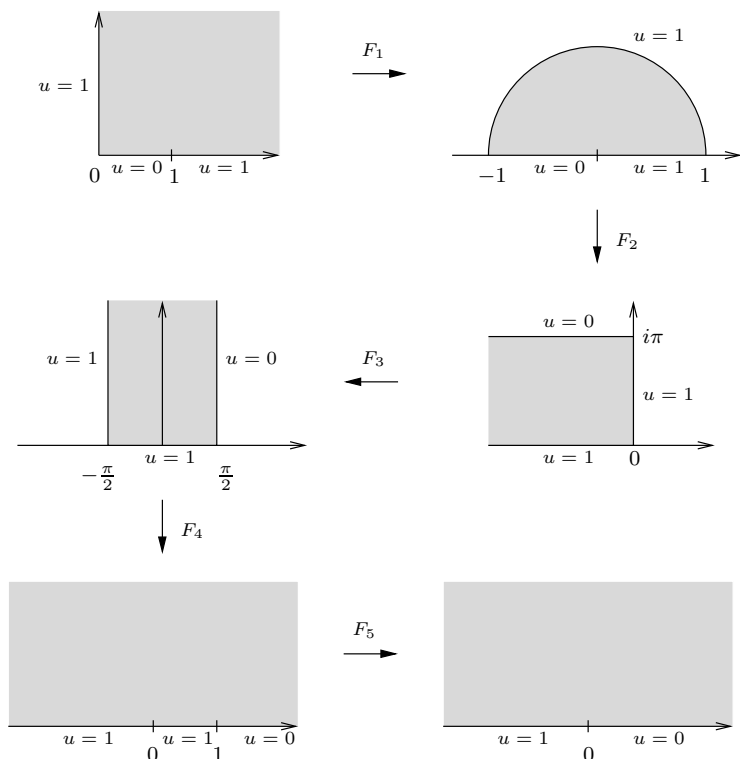 u = 1
0
u = 0
1
u = 1
F₁
u = 1
−1
u = 0
u = 1
1
F₂
u = 1
u = 0
u = 1
−π/2
π/2
F₃
u = 0
iπ
u = 1
u = 1
0
F₄
u = 1
0
u = 1
1
u = 0
F₅
u = 1
0
u = 0